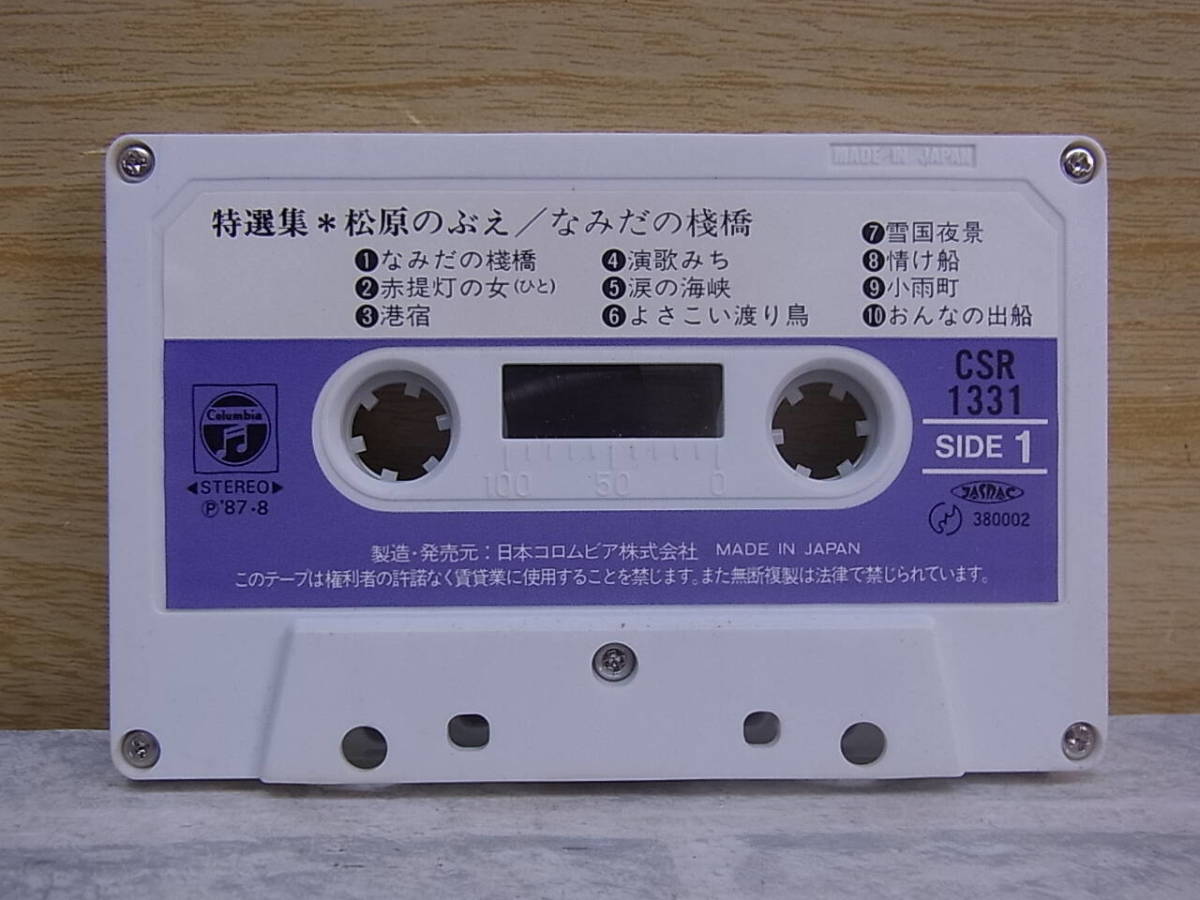 MADE IN JAPAN
特選集＊松原のぶえ／なみだの棧橋
❶なみだの棧橋
❷赤提灯の女(ひと)
❸港宿
❹演歌みち
❺涙の海峡
❻よさこい渡り鳥
❼雪国夜景
❽情け船
❾小雨町
❿おんなの出船
Columbia
◀STEREO▶
Ⓟ'87・8
100 50 0
CSR
1331
SIDE 1
JASRAC
380002
製造・発売元：日本コロムビア株式会社 MADE IN JAPAN
このテープは権利者の許諾なく賃貸業に使用することを禁じます。また無断複製は法律で禁じられています。